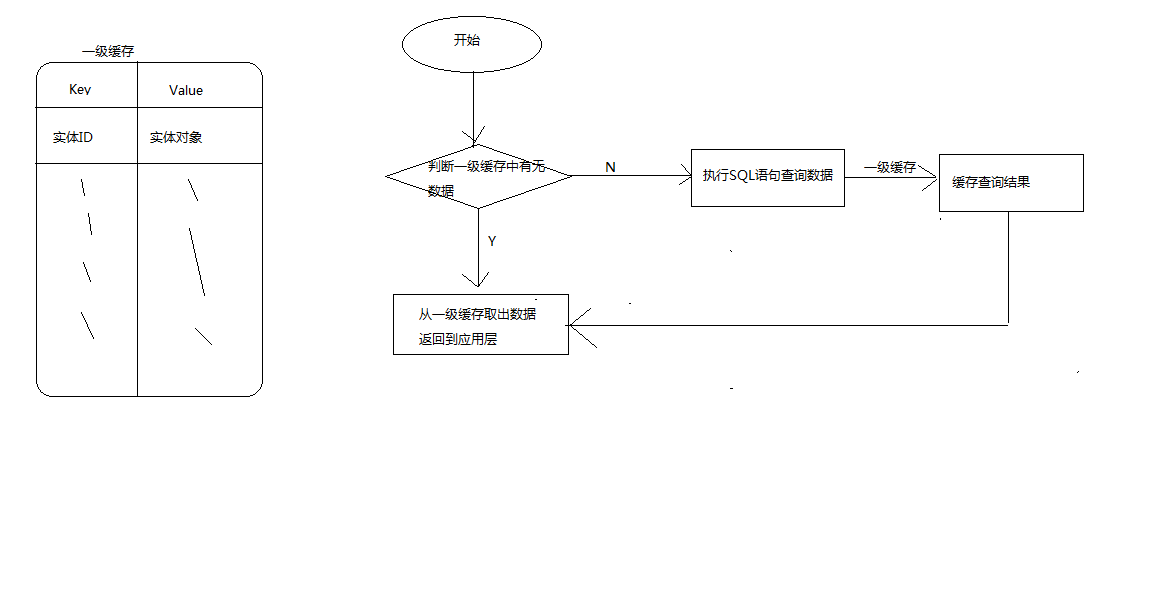 一级缓存
Key
Value
实体ID
实体对象
开始
判断一级缓存中有无
数据
N
执行SQL语句查询数据
一级缓存
缓存查询结果
Y
从一级缓存取出数据
返回到应用层